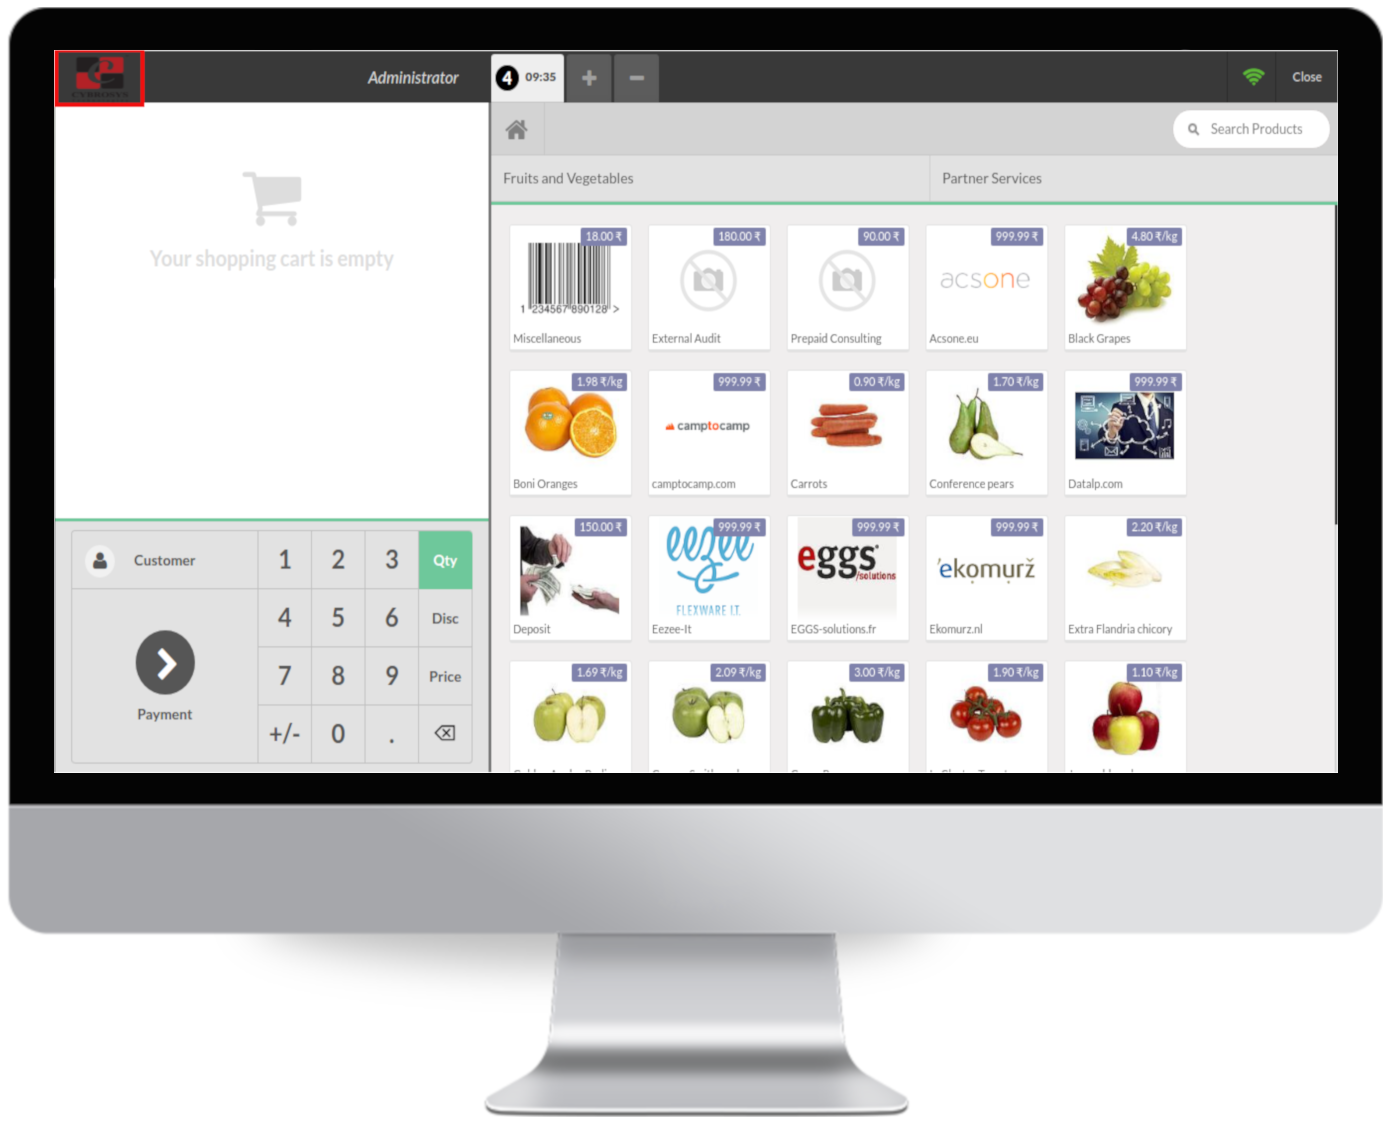 CYBROSYS
Administrator
4 09:35
+
−
Close
Search Products
Fruits and Vegetables
Partner Services
Your shopping cart is empty
18.00 ₹
1 234567 890128 >
Miscellaneous
180.00 ₹
External Audit
90.00 ₹
Prepaid Consulting
999.99 ₹
acsone
Acsone.eu
4.80 ₹/kg
Black Grapes
1.98 ₹/kg
Boni Oranges
999.99 ₹
camptocamp
camptocamp.com
0.90 ₹/kg
Carrots
1.70 ₹/kg
Conference pears
999.99 ₹
Datalp.com
150.00 ₹
Deposit
999.99 ₹
eezee
FLEXWARE I.T.
Eezee-It
999.99 ₹
eggs
/solutions
EGGS-solutions.fr
999.99 ₹
'ekomurž
Ekomurz.nl
2.20 ₹/kg
Extra Flandria chicory
1.69 ₹/kg
2.09 ₹/kg
3.00 ₹/kg
1.90 ₹/kg
1.10 ₹/kg
Customer
1 2 3 Qty
4 5 6 Disc
7 8 9 Price
+/- 0 .
Payment